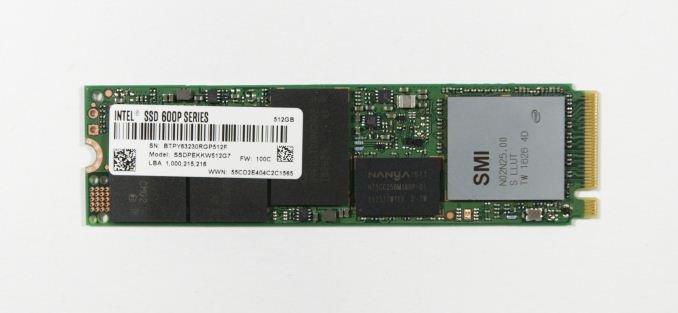 INTEL® SSD 600P SERIES
512GB
SN: BTPY63230RGP512F
Model: SSDPEKKW512G7
FW: 100C
LBA 1,000,215,216
WWN: 55CD2E404C2C1565
NANYA
SMI
N02N25.00
S LLUT
TW 1626 4D